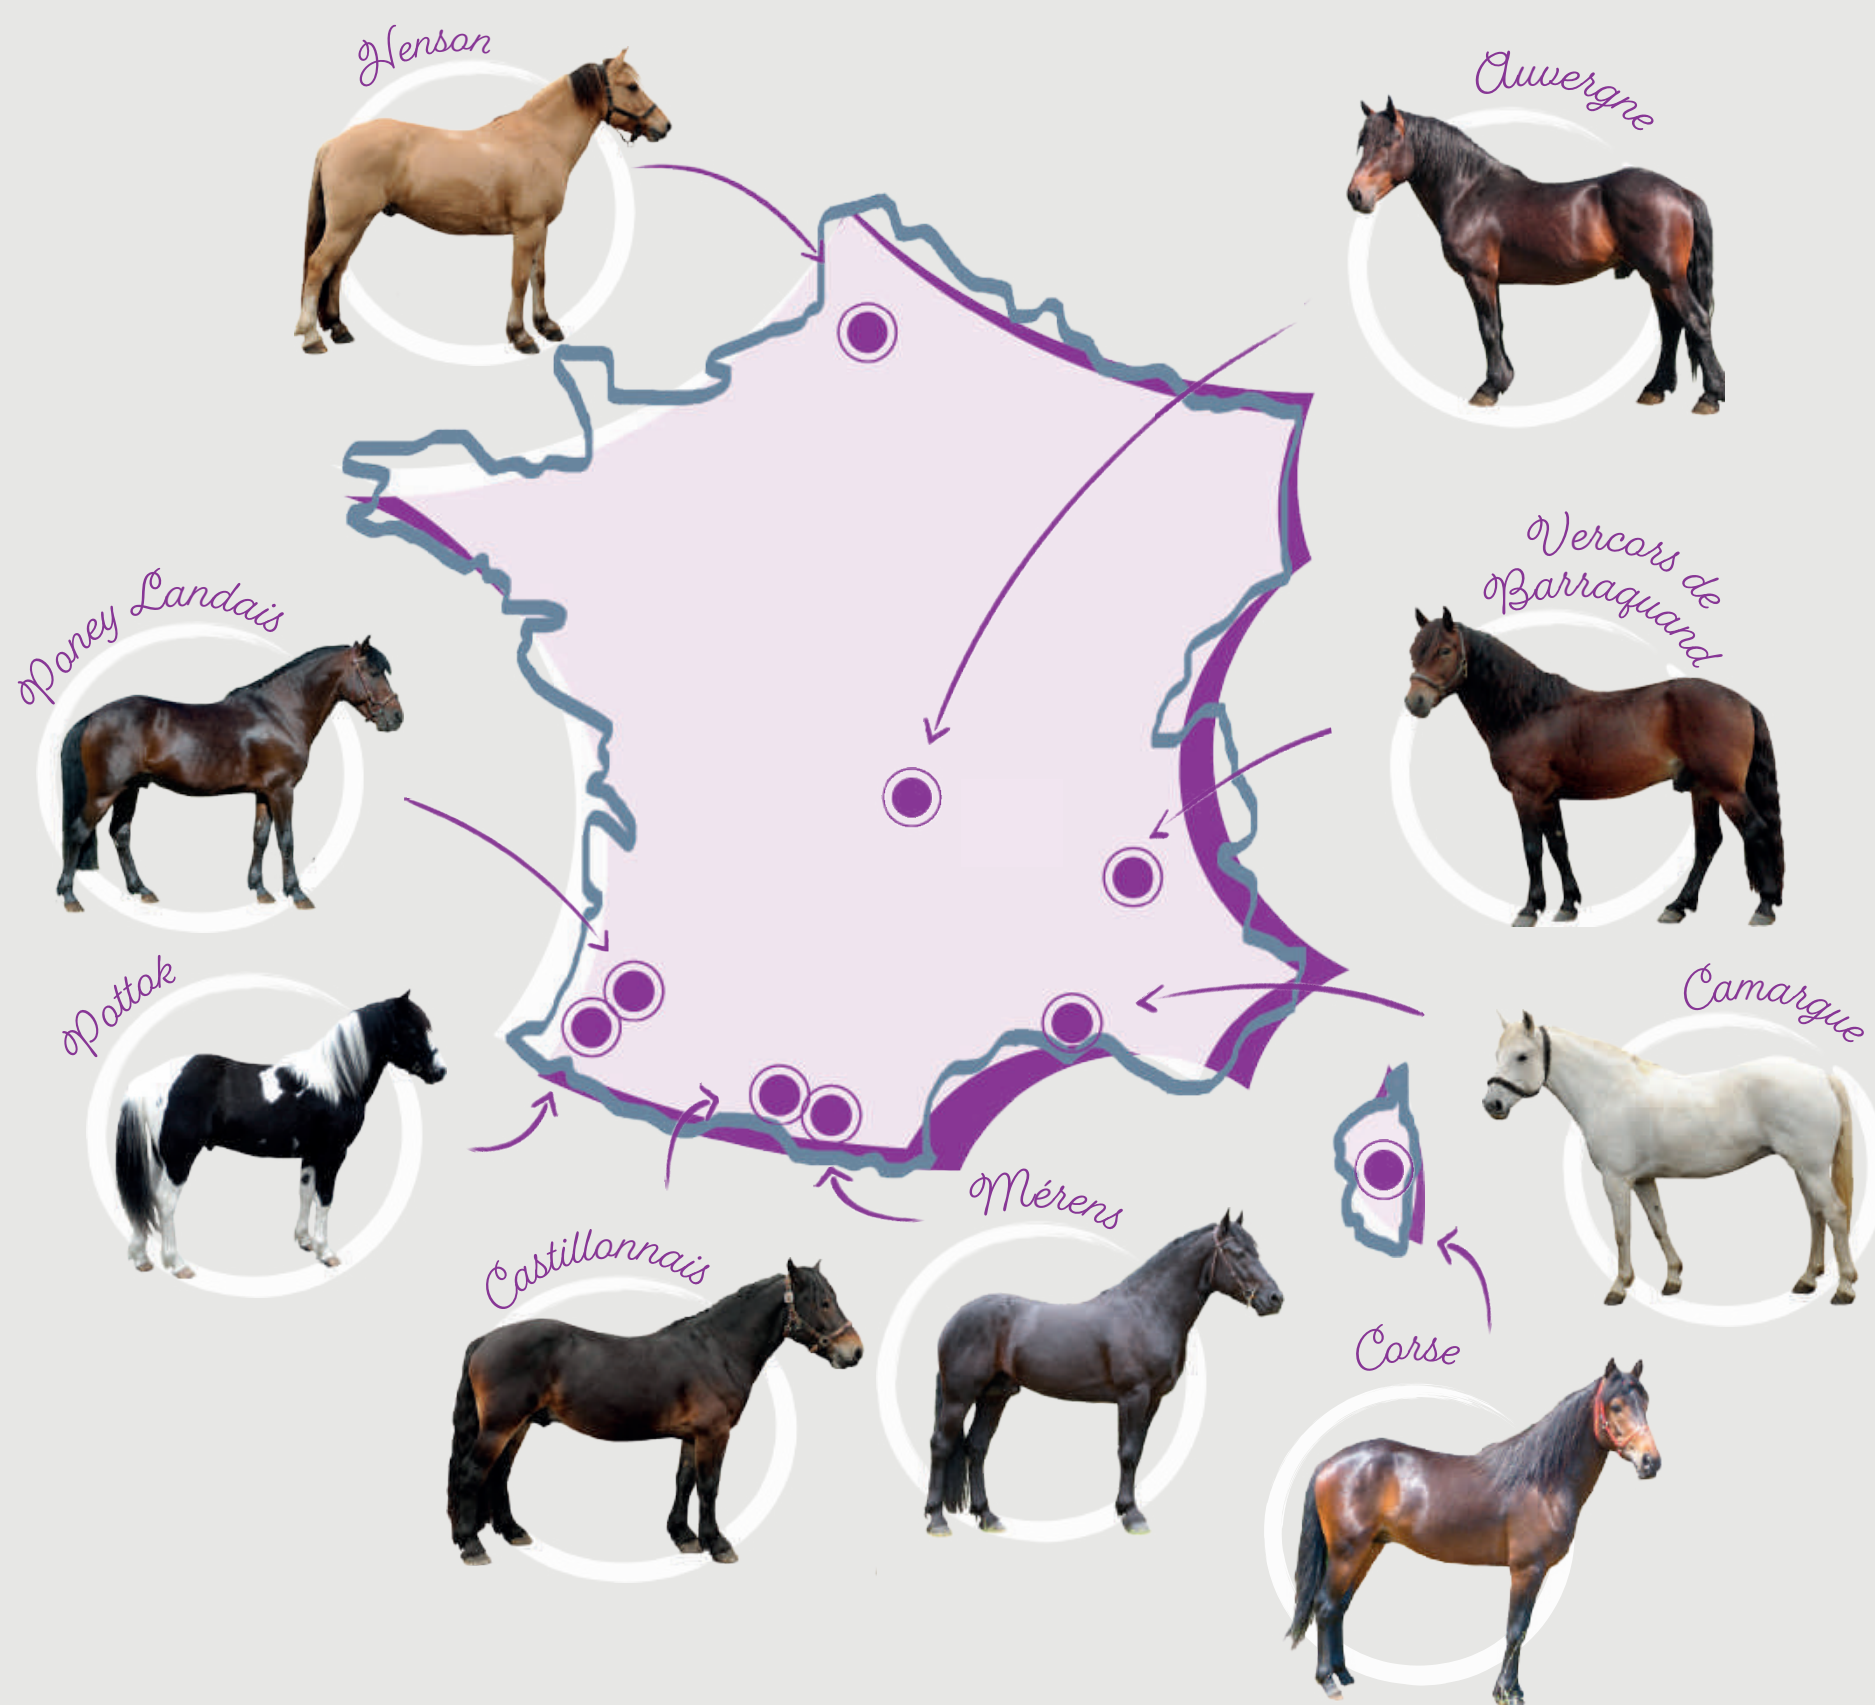 Henson
Auvergne
Vercors de
Barraquand
Poney Landais
Pottok
Camargue
Mérens
Castillonnais
Corse